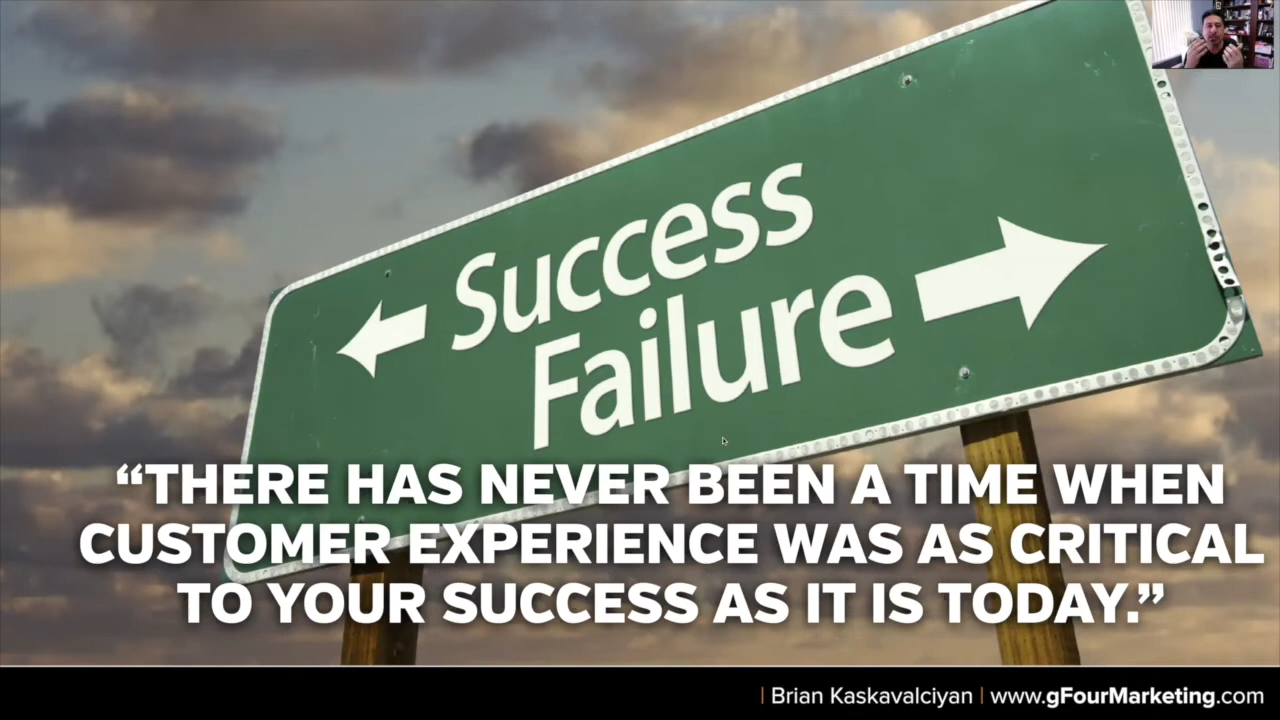 Success
Failure
“THERE HAS NEVER BEEN A TIME WHEN
CUSTOMER EXPERIENCE WAS AS CRITICAL
TO YOUR SUCCESS AS IT IS TODAY.”
| Brian Kaskavalciyan | www.gFourMarketing.com